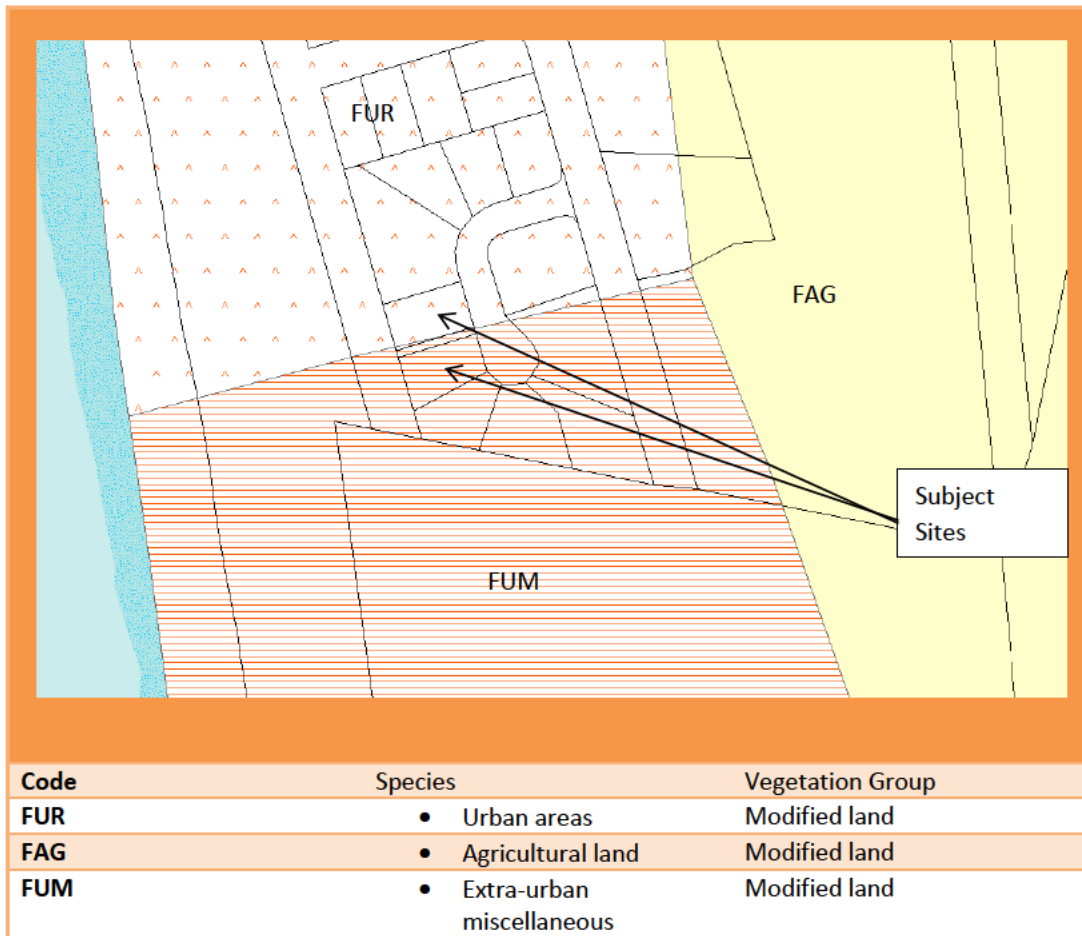 FUR
FAG
Subject
Sites
FUM
Code Species Vegetation Group
FUR • Urban areas Modified land
FAG • Agricultural land Modified land
FUM • Extra-urban Modified land
miscellaneous